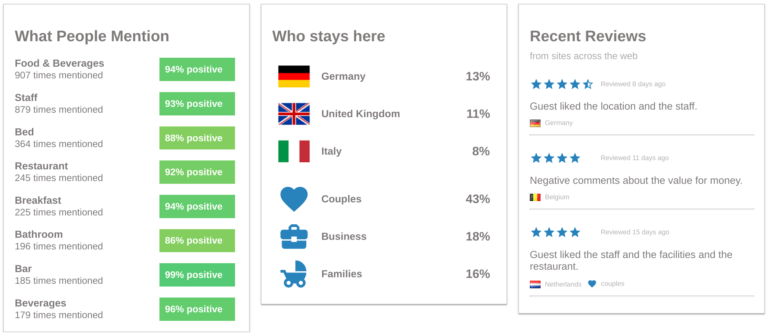 What People Mention
Food & Beverages
907 times mentioned
94% positive
Staff
879 times mentioned
93% positive
Bed
364 times mentioned
88% positive
Restaurant
245 times mentioned
92% positive
Breakfast
225 times mentioned
94% positive
Bathroom
196 times mentioned
86% positive
Bar
185 times mentioned
99% positive
Beverages
179 times mentioned
96% positive
Who stays here
Germany 13%
United Kingdom 11%
Italy 8%
Couples 43%
Business 18%
Families 16%
Recent Reviews
from sites across the web
Reviewed 8 days ago
Guest liked the location and the staff.
Germany
Reviewed 11 days ago
Negative comments about the value for money.
Belgium
Reviewed 15 days ago
Guest liked the staff and the facilities and the
restaurant.
Netherlands couples